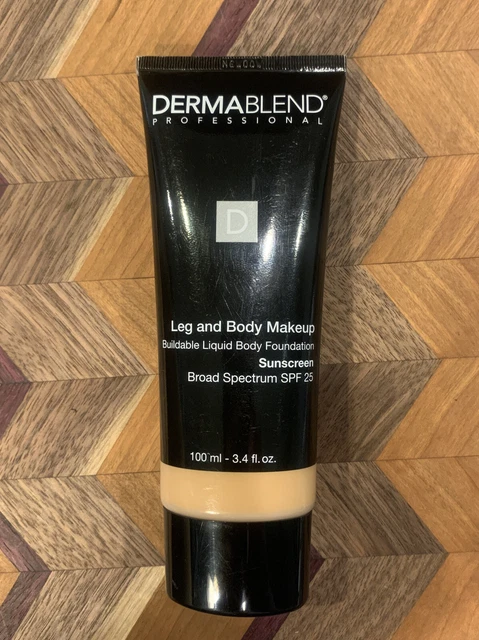 DERMABLEND®
PROFESSIONAL
D
Leg and Body Makeup
Buildable Liquid Body Foundation
Sunscreen
Broad Spectrum SPF 25
100 ml - 3.4 fl. oz.